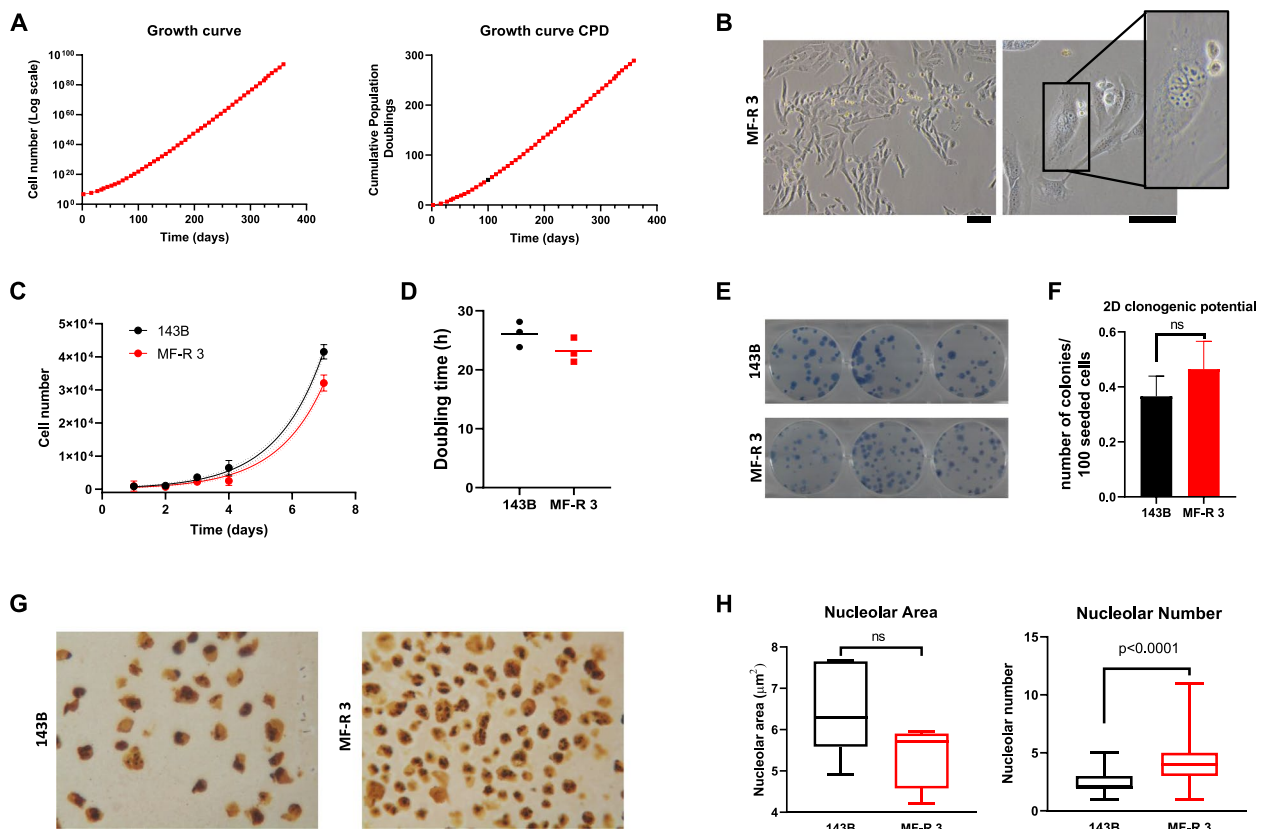 A
Growth curve
Cell number (Log scale)
10^100
10^80
10^60
10^40
10^20
10^0
0
100
200
300
400
Time (days)
Growth curve CPD
Cumulative Population
Doublings
300
200
100
0
0
100
200
300
400
Time (days)
B
MF-R 3
C
Cell number
5×10^4
4×10^4
3×10^4
2×10^4
1×10^4
0
143B
MF-R 3
0
2
4
6
8
Time (days)
D
Doubling time (h)
30
20
10
0
143B
MF-R 3
E
143B
MF-R 3
F
2D clonogenic potential
ns
number of colonies/
100 seeded cells
0.6
0.4
0.2
0.0
143B
MF-R 3
G
143B
MF-R 3
H
Nucleolar Area
ns
Nucleolar area (μm²)
8
7
6
5
4
143B
MF-R 3
Nucleolar Number
p<0.0001
Nucleolar number
15
10
5
0
143B
MF-R 3